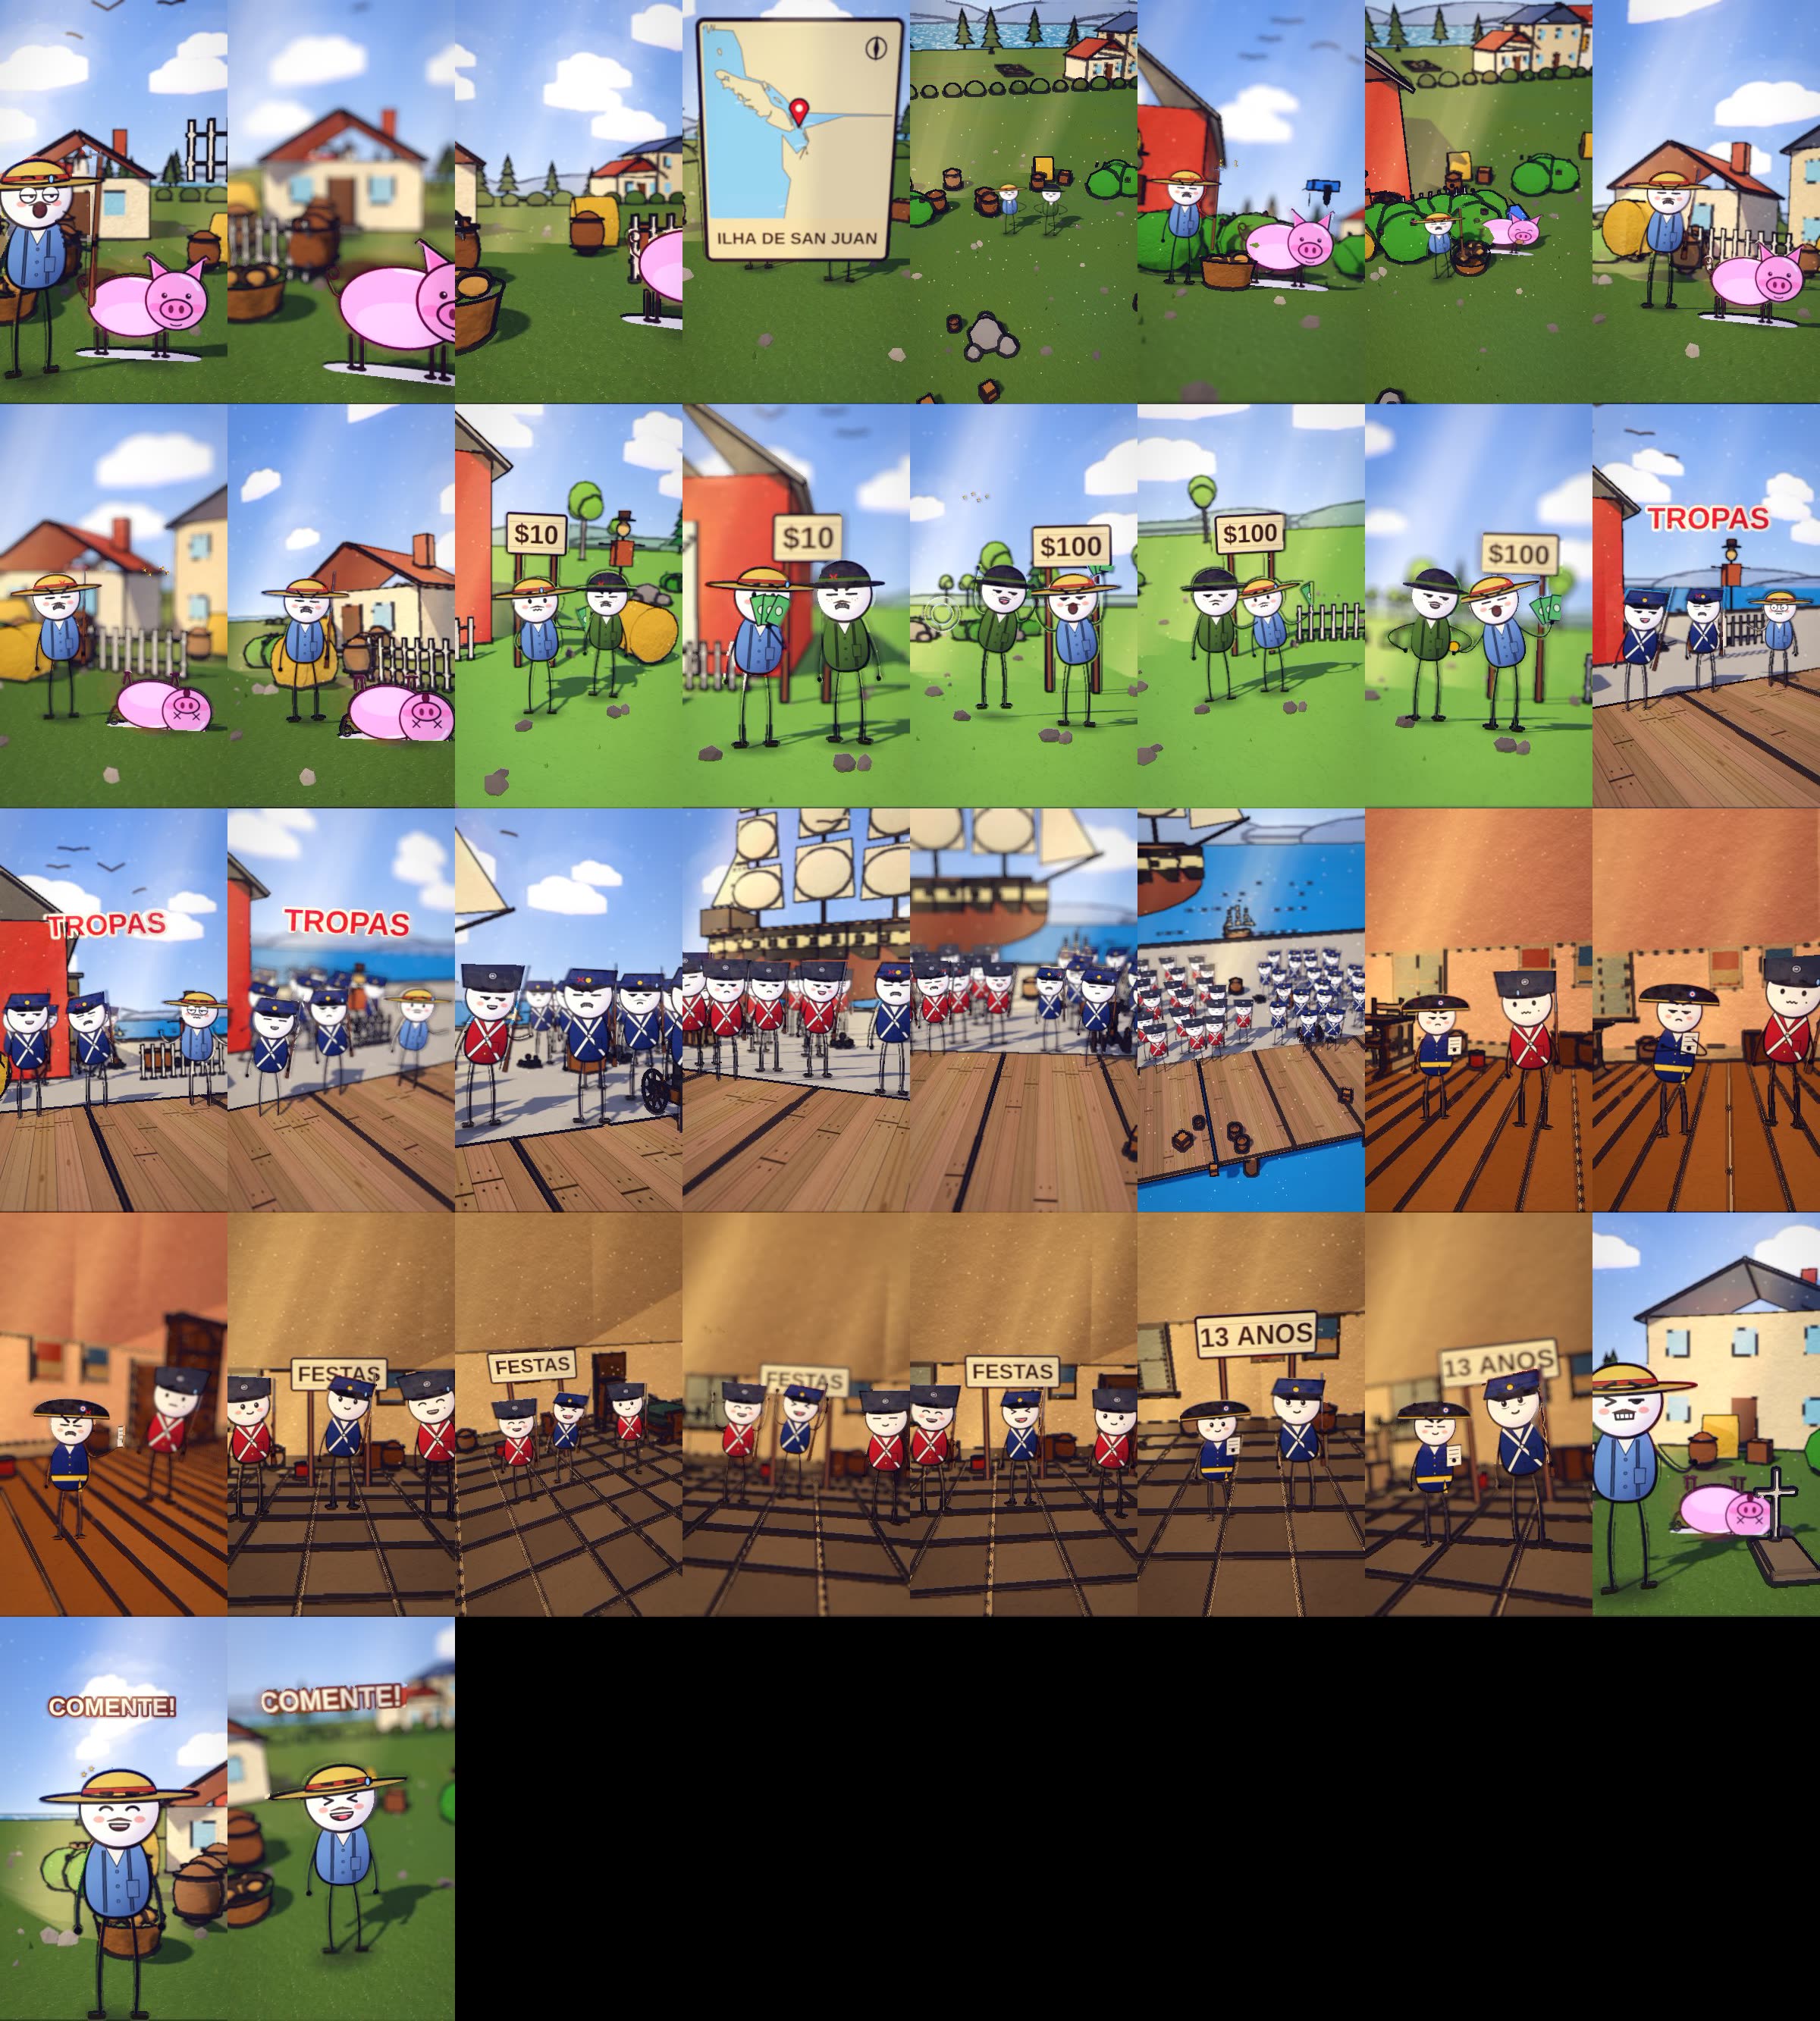 ILHA DE SAN JUAN
$10
$10
$100
$100
$100
TROPAS
TROPAS
TROPAS
FESTAS
FESTAS
FESTAS
FESTAS
13 ANOS
13 ANOS
COMENTE!
COMENTE!